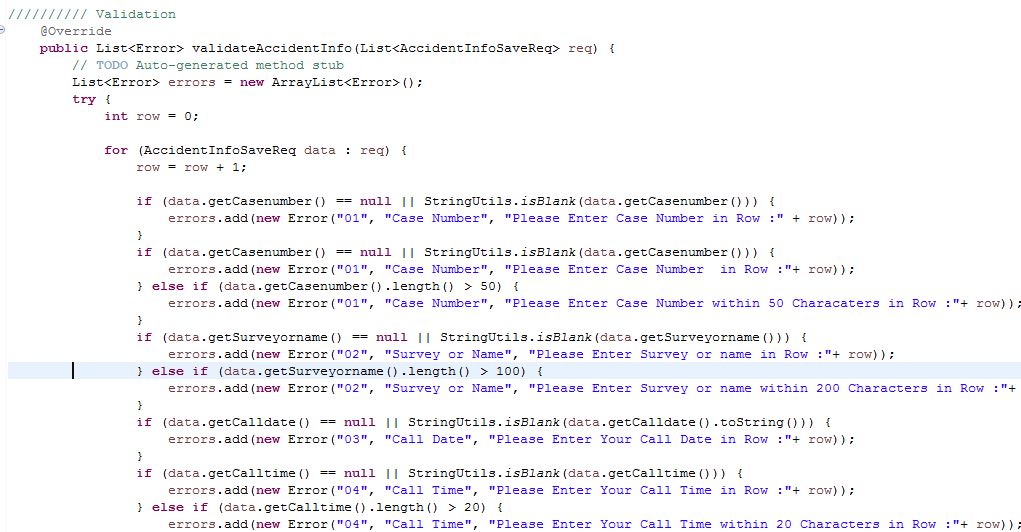 ////////// Validation
@Override
public List<Error> validateAccidentInfo(List<AccidentInfoSaveReq> req) {
// TODO Auto-generated method stub
List<Error> errors = new ArrayList<Error>();
try {
int row = 0;
for (AccidentInfoSaveReq data : req) {
row = row + 1;
if (data.getCasenumber() == null || StringUtils.isBlank(data.getCasenumber())) {
errors.add(new Error("01", "Case Number", "Please Enter Case Number in Row :" + row));
}
if (data.getCasenumber() == null || StringUtils.isBlank(data.getCasenumber())) {
errors.add(new Error("01", "Case Number", "Please Enter Case Number  in Row :"+ row));
} else if (data.getCasenumber().length() > 50) {
errors.add(new Error("01", "Case Number", "Please Enter Case Number within 50 Characaters in Row :"+ row));
}
if (data.getSurveyorname() == null || StringUtils.isBlank(data.getSurveyorname())) {
errors.add(new Error("02", "Survey or Name", "Please Enter Survey or name in Row :"+ row));
} else if (data.getSurveyorname().length() > 100) {
errors.add(new Error("02", "Survey or Name", "Please Enter Survey or name within 200 Characters in Row :"+
}
if (data.getCalldate() == null || StringUtils.isBlank(data.getCalldate().toString())) {
errors.add(new Error("03", "Call Date", "Please Enter Your Call Date in Row :"+ row));
}
if (data.getCalltime() == null || StringUtils.isBlank(data.getCalltime())) {
errors.add(new Error("04", "Call Time", "Please Enter Your Call Time in Row :"+ row));
} else if (data.getCalltime().length() > 20) {
errors.add(new Error("04", "Call Time", "Please Enter Your Call Time within 20 Characters in Row :"+ row));